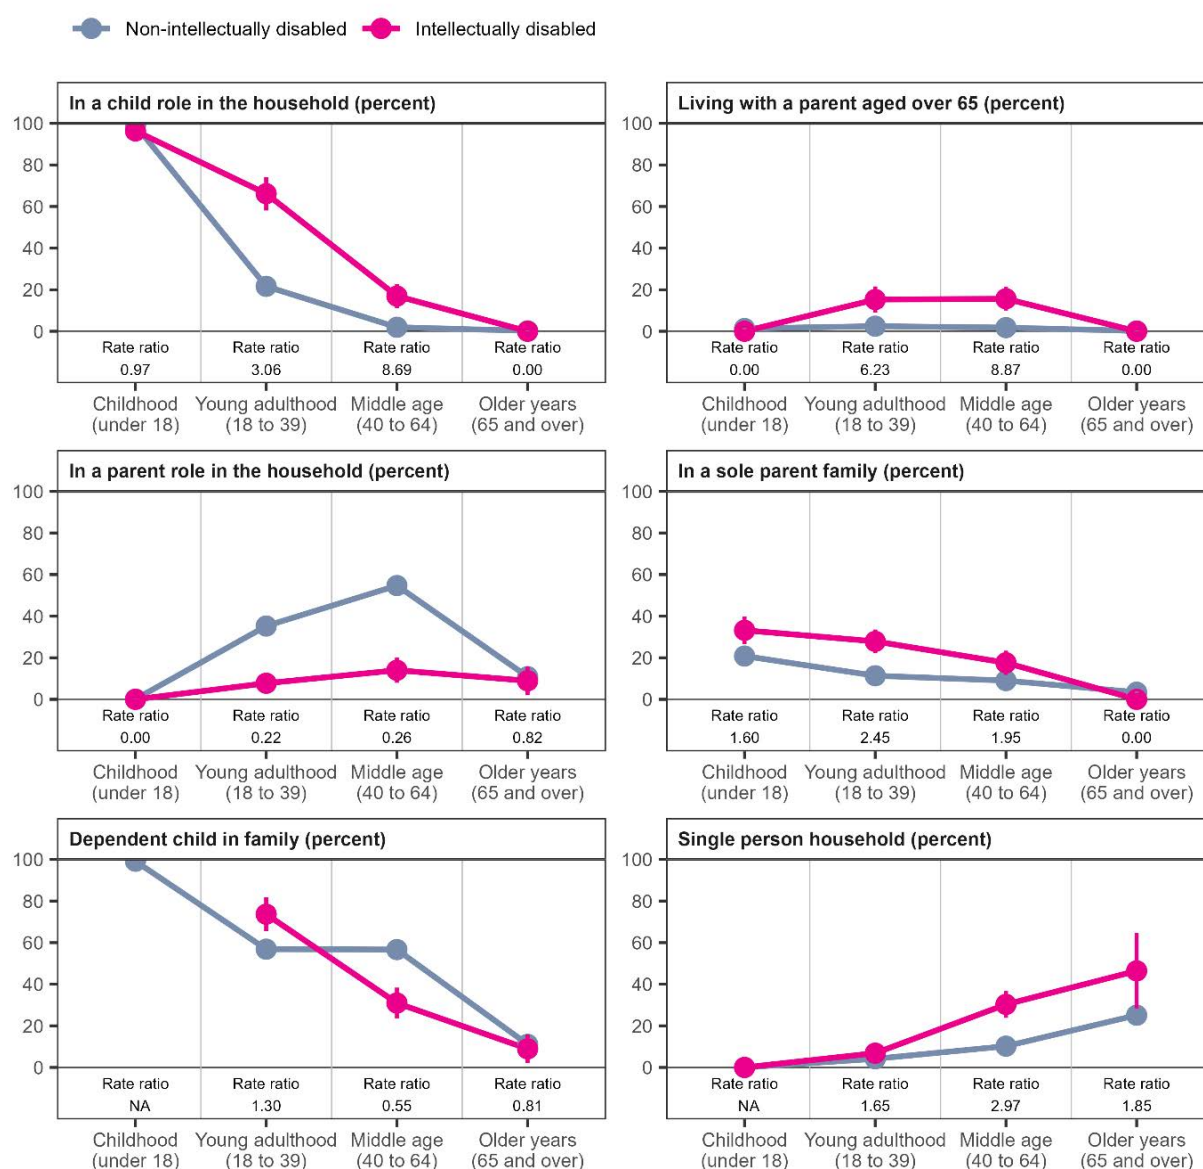 Non-intellectually disabled Intellectually disabled
In a child role in the household (percent)
100
80
60
40
20
0
Rate ratio Rate ratio Rate ratio Rate ratio
0.97 3.06 8.69 0.00
Childhood Young adulthood Middle age Older years
(under 18) (18 to 39) (40 to 64) (65 and over)
Living with a parent aged over 65 (percent)
100
80
60
40
20
0
Rate ratio Rate ratio Rate ratio Rate ratio
0.00 6.23 8.87 0.00
Childhood Young adulthood Middle age Older years
(under 18) (18 to 39) (40 to 64) (65 and over)
In a parent role in the household (percent)
100
80
60
40
20
0
Rate ratio Rate ratio Rate ratio Rate ratio
0.00 0.22 0.26 0.82
Childhood Young adulthood Middle age Older years
(under 18) (18 to 39) (40 to 64) (65 and over)
In a sole parent family (percent)
100
80
60
40
20
0
Rate ratio Rate ratio Rate ratio Rate ratio
1.60 2.45 1.95 0.00
Childhood Young adulthood Middle age Older years
(under 18) (18 to 39) (40 to 64) (65 and over)
Dependent child in family (percent)
100
80
60
40
20
0
Rate ratio Rate ratio Rate ratio Rate ratio
NA 1.30 0.55 0.81
Childhood Young adulthood Middle age Older years
(under 18) (18 to 39) (40 to 64) (65 and over)
Single person household (percent)
100
80
60
40
20
0
Rate ratio Rate ratio Rate ratio Rate ratio
NA 1.65 2.97 1.85
Childhood Young adulthood Middle age Older years
(under 18) (18 to 39) (40 to 64) (65 and over)